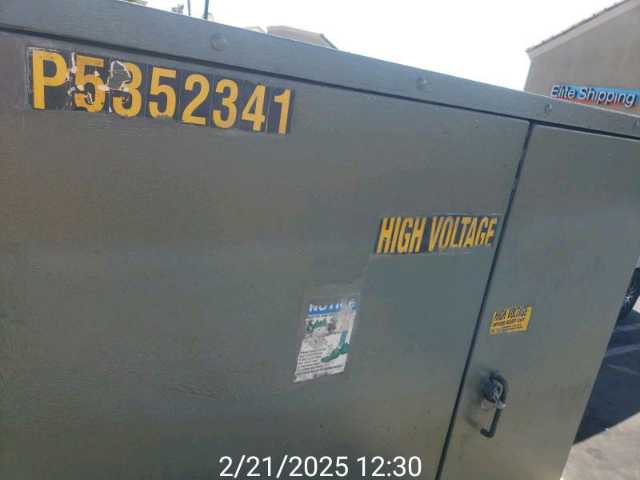 P5352341
Elite Shipping
HIGH VOLTAGE
NOTICE
HIGH VOLTAGE
2/21/2025 12:30